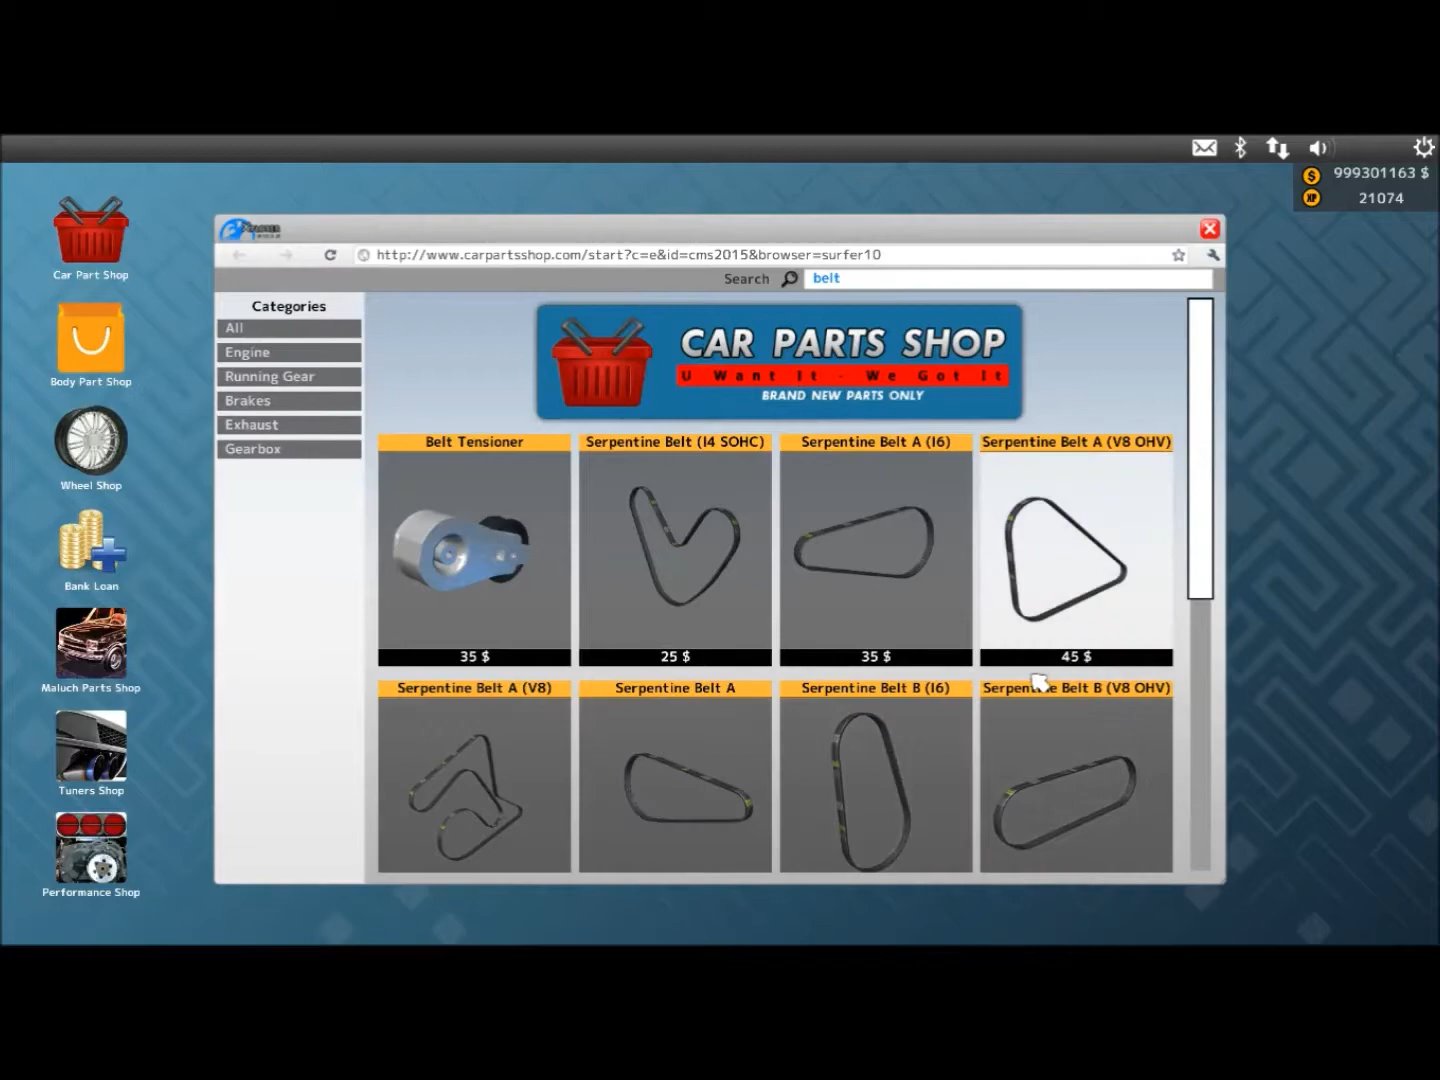 999301163 $
XP
21074
Car Part Shop
Body Part Shop
Wheel Shop
Bank Loan
Maluch Parts Shop
Tuners Shop
Performance Shop
http://www.carpartsshop.com/start?c=e&id=cms2015&browser=surfer10
Search belt
Categories
All
Engine
Running Gear
Brakes
Exhaust
Gearbox
CAR PARTS SHOP
U Want It - We Got It
BRAND NEW PARTS ONLY
Belt Tensioner
35 $
Serpentine Belt (I4 SOHC)
25 $
Serpentine Belt A (I6)
35 $
Serpentine Belt A (V8 OHV)
45 $
Serpentine Belt A (V8)
Serpentine Belt A
Serpentine Belt B (I6)
Serpentine Belt B (V8 OHV)